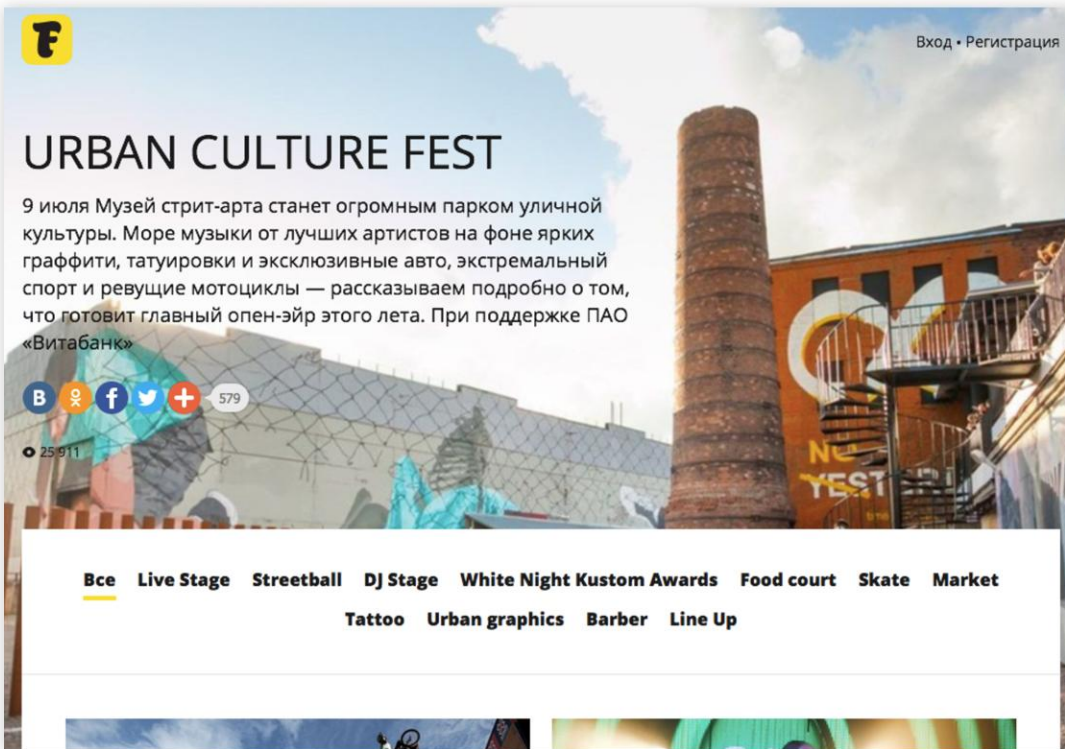 F
Вход • Регистрация
URBAN CULTURE FEST
9 июля Музей стрит-арта станет огромным парком уличной
культуры. Море музыки от лучших артистов на фоне ярких
граффити, татуировки и эксклюзивные авто, экстремальный
спорт и ревущие мотоциклы — рассказываем подробно о том,
что готовит главный опен-эйр этого лета. При поддержке ПАО
«Витабанк»
579
25 911
NO
YEST
Все Live Stage Streetball DJ Stage White Night Kustom Awards Food court Skate Market
Tattoo Urban graphics Barber Line Up